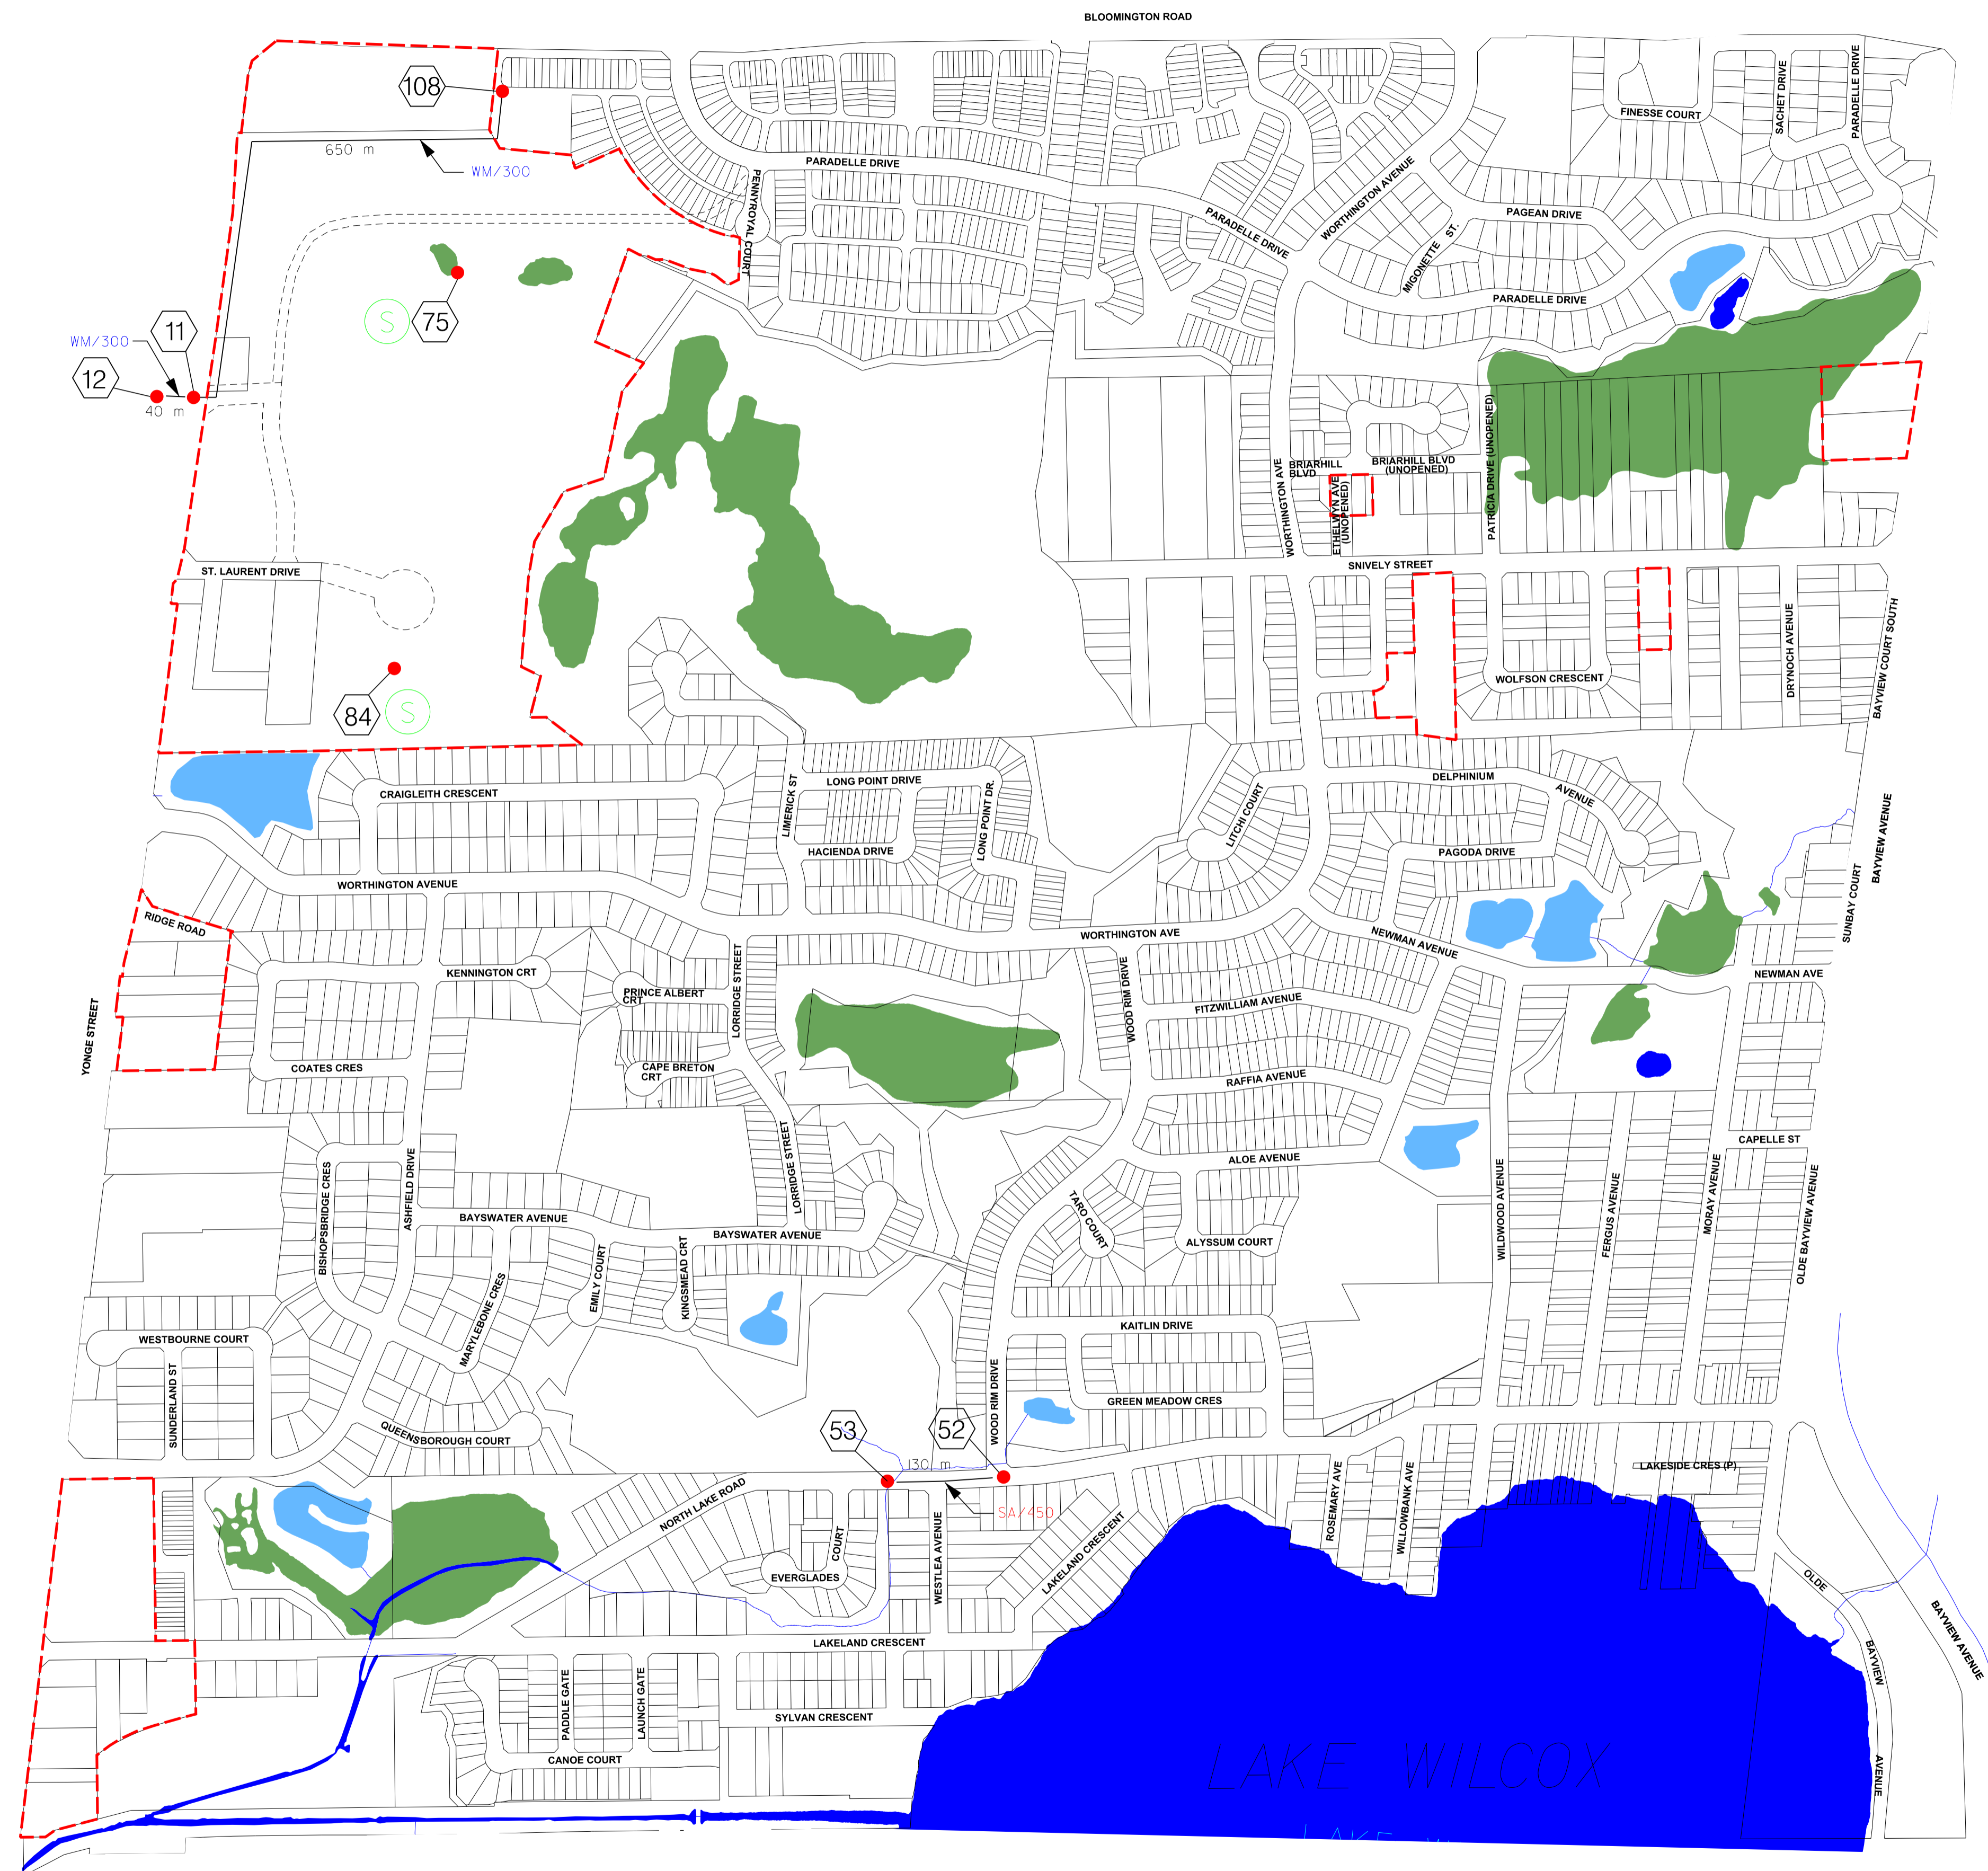 BLOOMINGTON ROAD
108
650 m
WM/300
PARADELLE DRIVE
PENNYROYAL COURT
PARADELLE DRIVE
WORTHINGTON AVENUE
MIGONETTE ST.
PAGEAN DRIVE
PARADELLE DRIVE
FINESSE COURT
SACHET DRIVE
PARADELLE DRIVE
S
75
11
WM/300
12
40 m
BRIARHILL
BLVD
BRIARHILL BLVD
(UNOPENED)
ETHELWYN AVE
(UNOPENED)
PATRICIA DRIVE (UNOPENED)
WORTHINGTON AVE
SNIVELY STREET
ST. LAURENT DRIVE
WOLFSON CRESCENT
DRYNOCH AVENUE
BAYVIEW COURT SOUTH
84
S
CRAIGLEITH CRESCENT
LIMERICK ST
LONG POINT DRIVE
LONG POINT DR.
HACIENDA DRIVE
LITCHI COURT
DELPHINIUM
AVENUE
PAGODA DRIVE
BAYVIEW AVENUE
SUNBAY COURT
WORTHINGTON AVENUE
RIDGE ROAD
WORTHINGTON AVE
NEWMAN AVENUE
NEWMAN AVE
KENNINGTON CRT
PRINCE ALBERT
CRT
LORRIDGE STREET
WOOD RIM DRIVE
FITZWILLIAM AVENUE
YONGE STREET
COATES CRES
CAPE BRETON
CRT
RAFFIA AVENUE
CAPELLE ST
ALOE AVENUE
LORRIDGE STREET
BISHOPSBRIDGE CRES
ASHFIELD DRIVE
BAYSWATER AVENUE
BAYSWATER AVENUE
TARO COURT
ALYSSUM COURT
WILDWOOD AVENUE
FERGUS AVENUE
MORAY AVENUE
OLDE BAYVIEW AVENUE
EMILY COURT
KINGSMEAD CRT
MARYLEBONE CRES
WESTBOURNE COURT
SUNDERLAND ST
KAITLIN DRIVE
WOOD RIM DRIVE
GREEN MEADOW CRES
QUEENSBOROUGH COURT
53
52
130 m
SA/450
NORTH LAKE ROAD
EVERGLADES
COURT
WESTLEA AVENUE
LAKELAND CRESCENT
ROSEMARY AVE
WILLOWBANK AVE
LAKESIDE CRES (P)
OLDE
BAYVIEW
AVENUE
BAYVIEW AVENUE
LAKELAND CRESCENT
PADDLE GATE
LAUNCH GATE
SYLVAN CRESCENT
CANOE COURT
LAKE WILCOX
LAKE